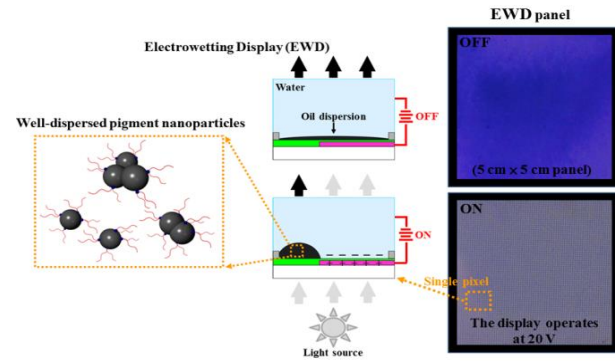 EWD panel
Electrowetting Display (EWD)
OFF
Water
Oil dispersion
OFF
Well-dispersed pigment nanoparticles
(5 cm × 5 cm panel)
ON
ON
Single pixel
The display operates
at 20 V
Light source